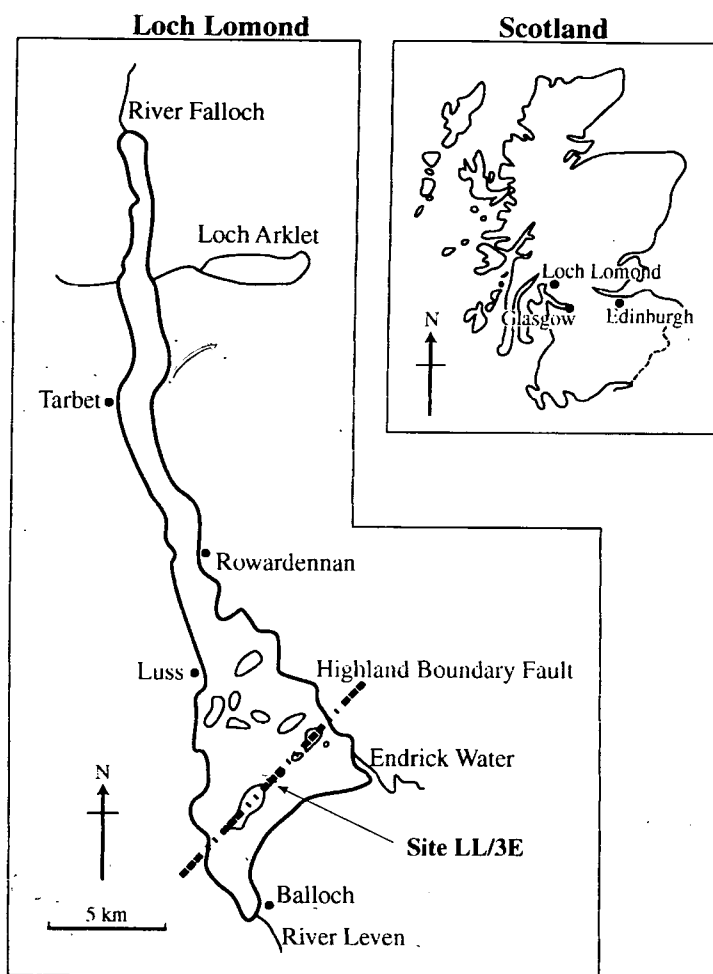 Loch Lomond
River Falloch
Loch Arklet
Tarbet
Rowardennan
Luss
Highland Boundary Fault
Endrick Water
N
Site LL/3E
Balloch
5 km
River Leven
Scotland
Loch Lomond
Glasgow
Edinburgh
N